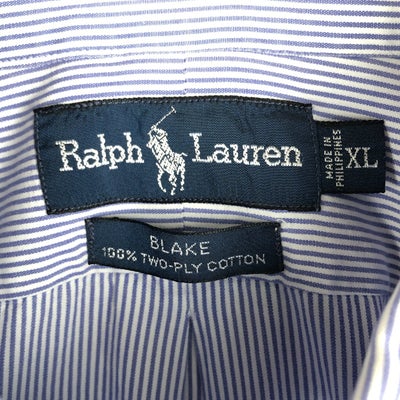 Ralph Lauren
MADE IN
PHILIPPINES
XL
BLAKE
100% TWO-PLY COTTON